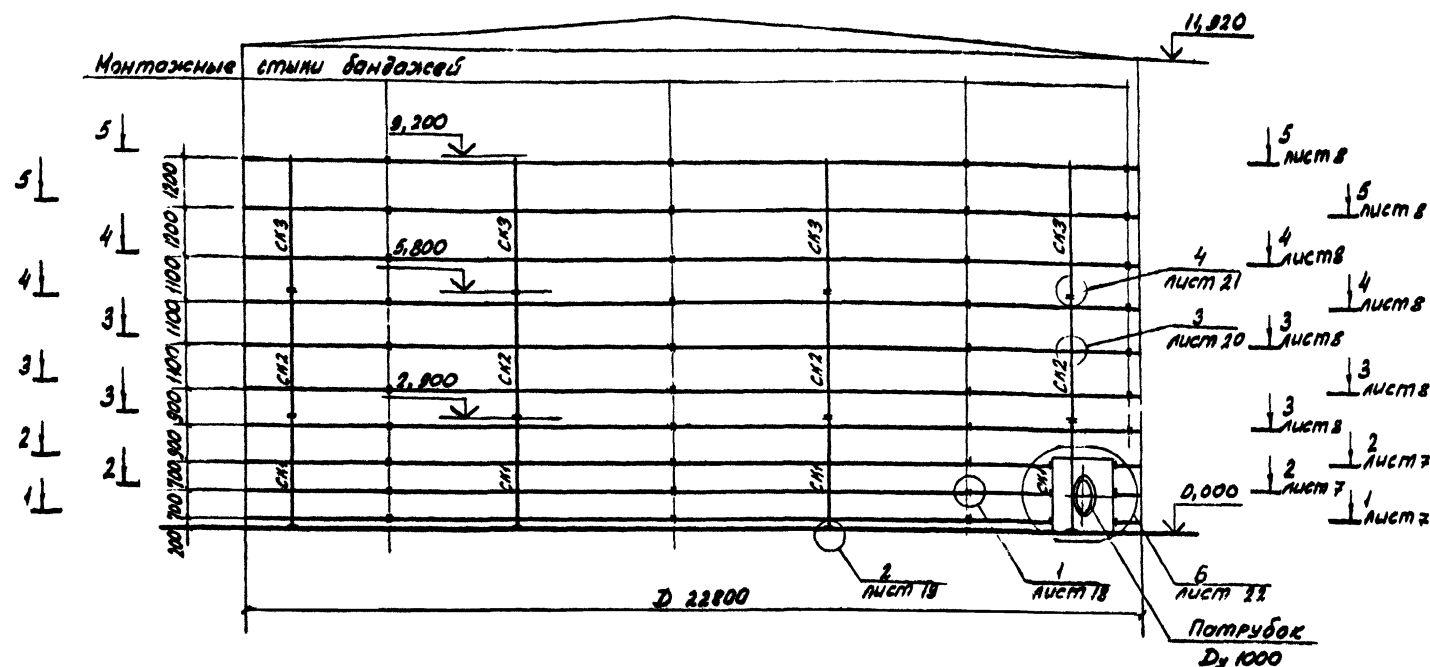 11,920
Монтажные стыки бандажей
9,200
5
5
лист 8
5
5
лист 8
1200
1200
1100
1100
1100
900
900
700
700
200
СК3
СК3
СК3
СК3
4
4
лист 8
5,800
4
лист 21
4
4
лист 8
3
лист 20
3
3
лист 8
3
3
лист 8
СК2
СК2
СК2
СК2
2,900
3
3
лист 8
2
2
лист 7
2
2
лист 7
СК1
СК1
СК1
СК1
1
1
лист 7
0,000
2
лист 19
1
лист 18
6
лист 22
D 22800
Патрубок
Dу 1000